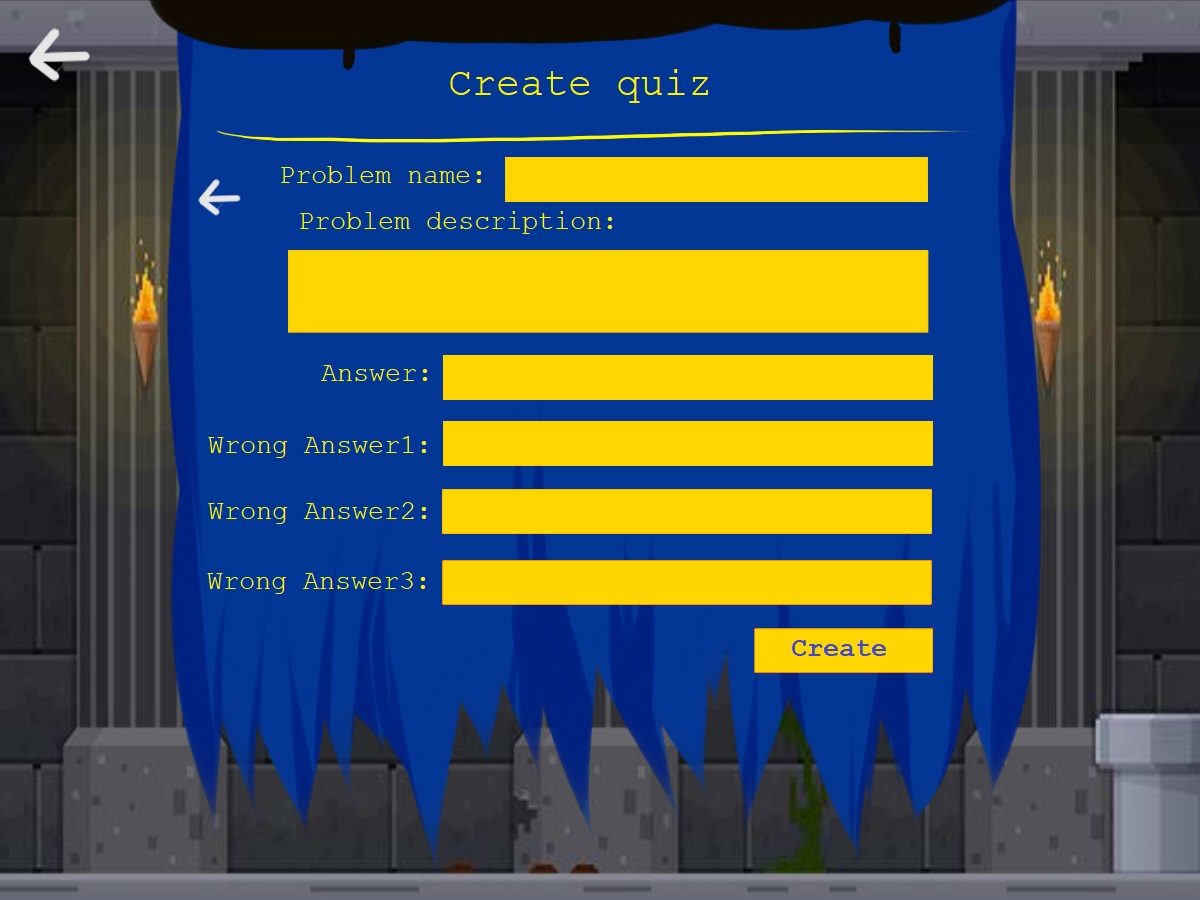 Create quiz
Problem name:
Problem description:
Answer:
Wrong Answer1:
Wrong Answer2:
Wrong Answer3:
Create